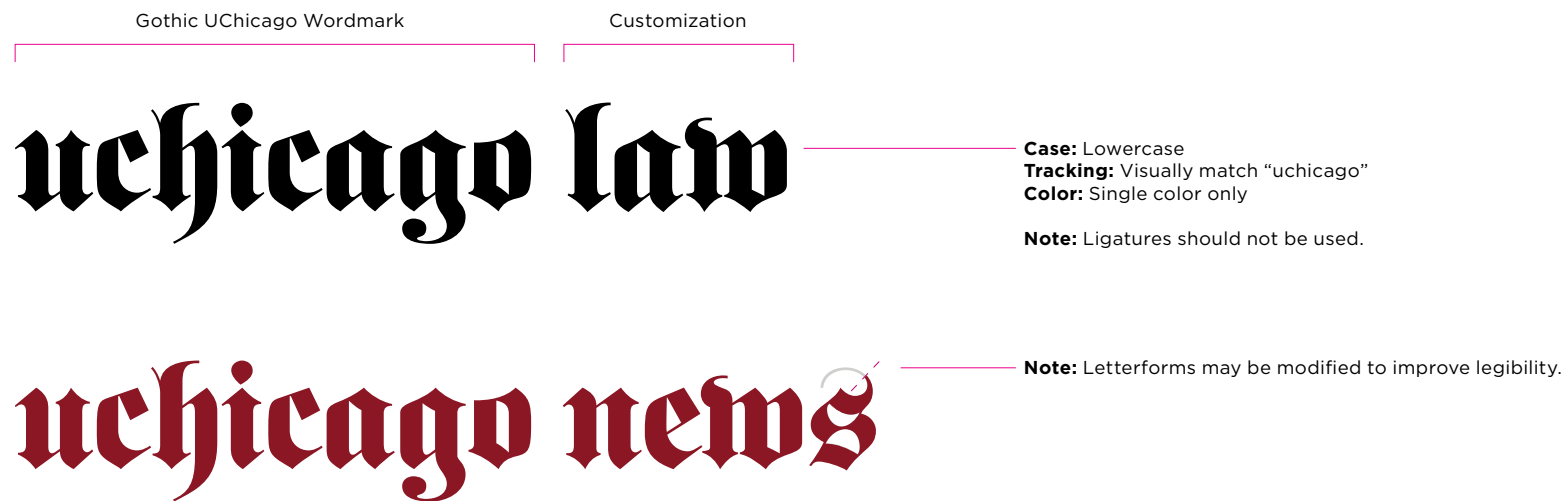 Gothic UChicago Wordmark
Customization
uchicago law
Case: Lowercase
Tracking: Visually match “uchicago”
Color: Single color only
Note: Ligatures should not be used.
uchicago news
Note: Letterforms may be modified to improve legibility.